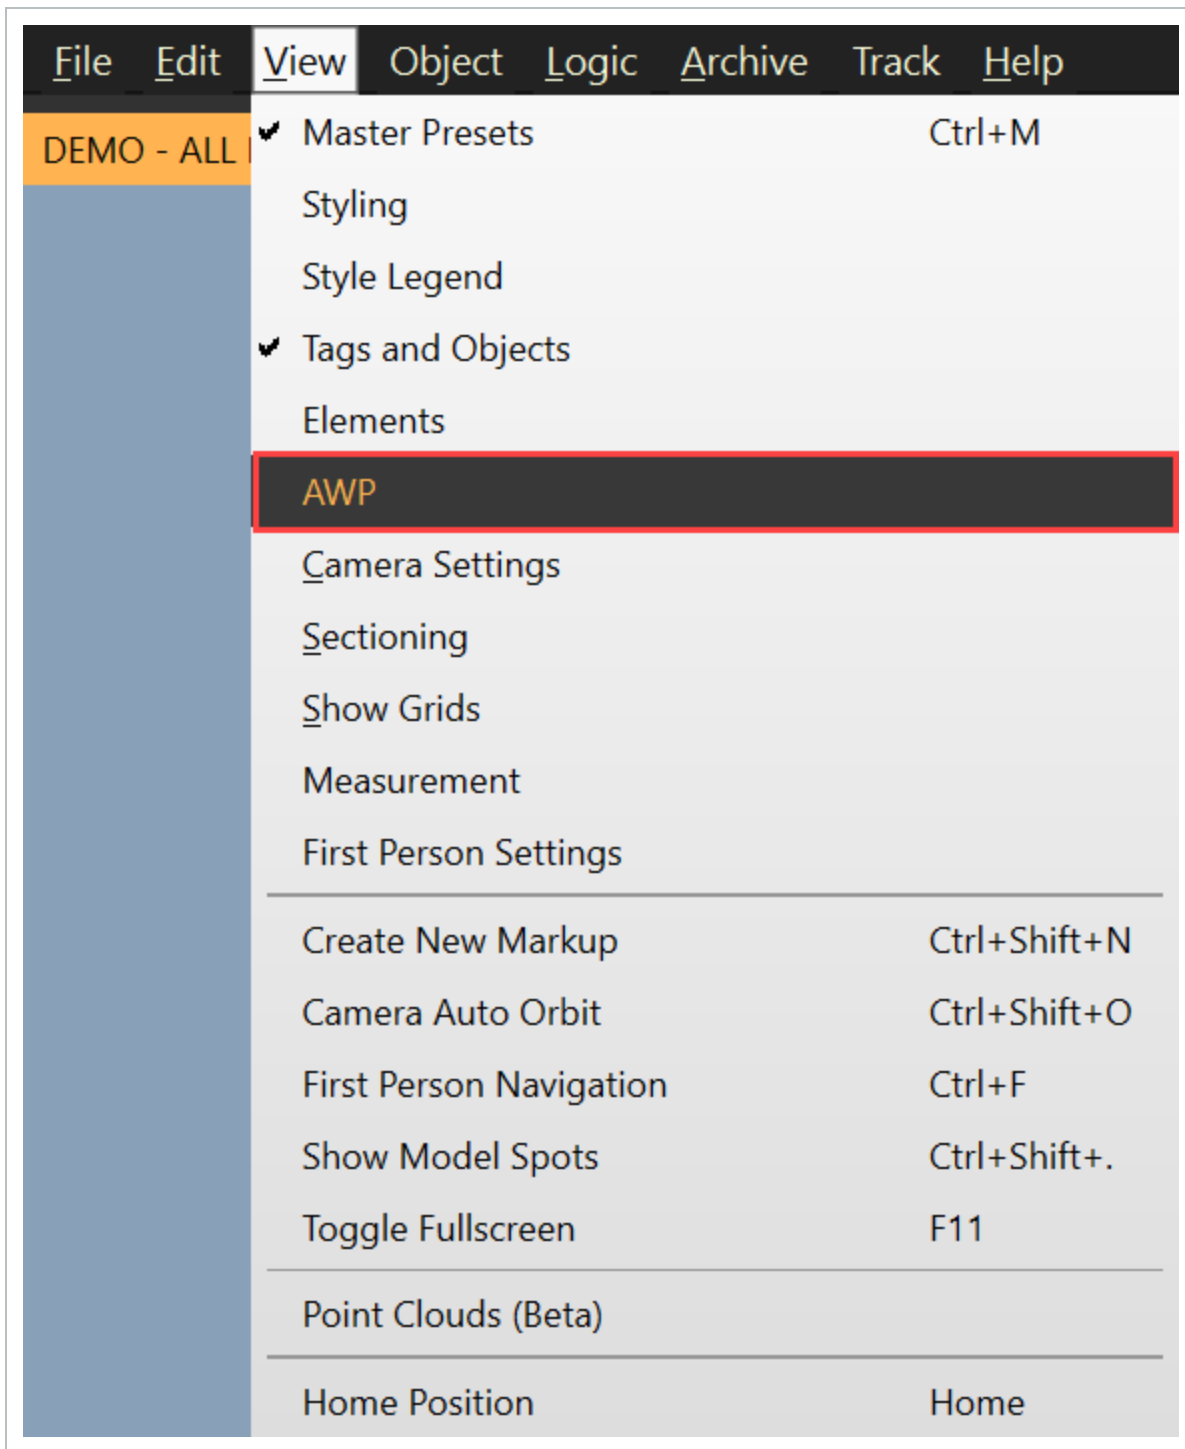 File Edit View Object Logic Archive Track Help
DEMO - ALL
Master Presets Ctrl+M
Styling
Style Legend
Tags and Objects
Elements
AWP
Camera Settings
Sectioning
Show Grids
Measurement
First Person Settings
Create New Markup Ctrl+Shift+N
Camera Auto Orbit Ctrl+Shift+O
First Person Navigation Ctrl+F
Show Model Spots Ctrl+Shift+.
Toggle Fullscreen F11
Point Clouds (Beta)
Home Position Home